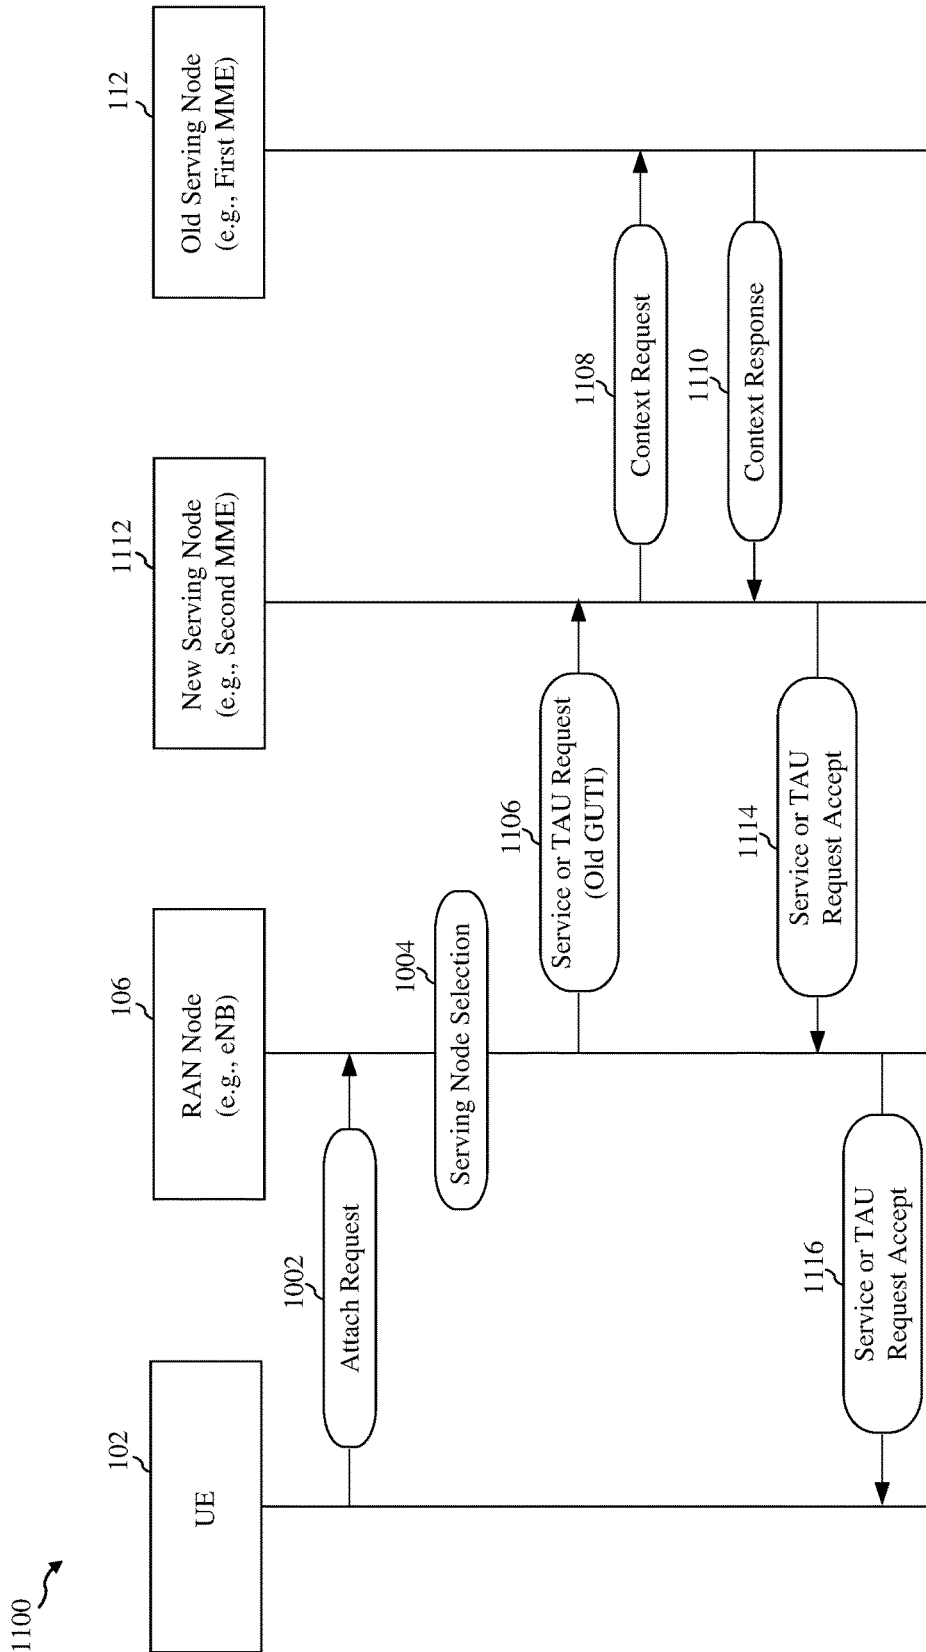 1100
102
UE
106
RAN Node
(e.g., eNB)
1112
New Serving Node
(e.g., Second MME)
112
Old Serving Node
(e.g., First MME)
1002
Attach Request
1004
Serving Node Selection
1106
Service or TAU Request
(Old GUTI)
1108
Context Request
1110
Context Response
1114
Service or TAU
Request Accept
1116
Service or TAU
Request Accept